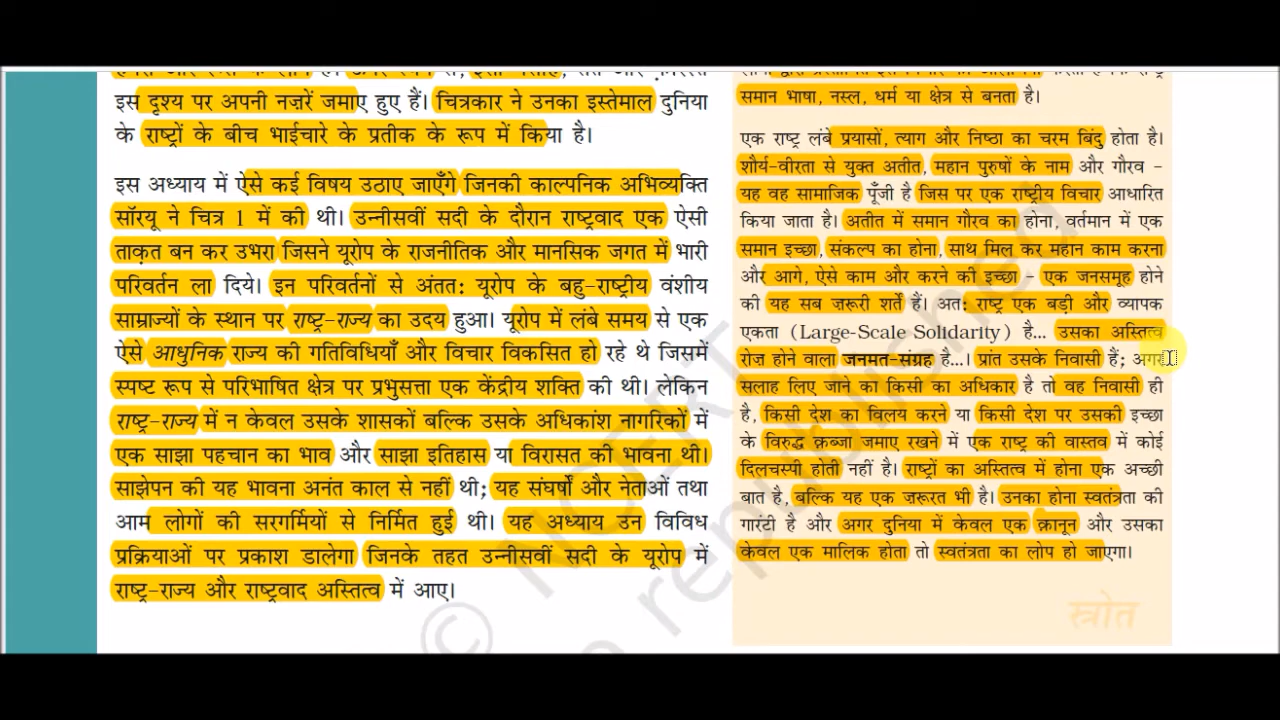 इस दृश्य पर अपनी नज़रें जमाए हुए हैं। चित्रकार ने उनका इस्तेमाल दुनिया
के राष्ट्रों के बीच भाईचारे के प्रतीक के रूप में किया है।
इस अध्याय में ऐसे कई विषय उठाए जाएँगे जिनकी काल्पनिक अभिव्यक्ति
सॉरयू ने चित्र 1 में की थी। उन्नीसवीं सदी के दौरान राष्ट्रवाद एक ऐसी
ताक़त बन कर उभरा जिसने यूरोप के राजनीतिक और मानसिक जगत में भारी
परिवर्तन ला दिये। इन परिवर्तनों से अंततः यूरोप के बहु-राष्ट्रीय वंशीय
साम्राज्यों के स्थान पर राष्ट्र-राज्य का उदय हुआ। यूरोप में लंबे समय से एक
ऐसे आधुनिक राज्य की गतिविधियाँ और विचार विकसित हो रहे थे जिसमें
स्पष्ट रूप से परिभाषित क्षेत्र पर प्रभुसत्ता एक केंद्रीय शक्ति की थी। लेकिन
राष्ट्र-राज्य में न केवल उसके शासकों बल्कि उसके अधिकांश नागरिकों में
एक साझा पहचान का भाव और साझा इतिहास या विरासत की भावना थी।
साझेपन की यह भावना अनंत काल से नहीं थी; यह संघर्षों और नेताओं तथा
आम लोगों की सरगर्मियों से निर्मित हुई थी। यह अध्याय उन विविध
प्रक्रियाओं पर प्रकाश डालेगा जिनके तहत उन्नीसवीं सदी के यूरोप में
राष्ट्र-राज्य और राष्ट्रवाद अस्तित्व में आए।
समान भाषा, नस्ल, धर्म या क्षेत्र से बनता है।
एक राष्ट्र लंबे प्रयासों, त्याग और निष्ठा का चरम बिंदु होता है।
शौर्य-वीरता से युक्त अतीत, महान पुरुषों के नाम और गौरव –
यह वह सामाजिक पूँजी है जिस पर एक राष्ट्रीय विचार आधारित
किया जाता है। अतीत में समान गौरव का होना, वर्तमान में एक
समान इच्छा, संकल्प का होना, साथ मिल कर महान काम करना
और आगे, ऐसे काम और करने की इच्छा – एक जनसमूह होने
की यह सब ज़रूरी शर्तें हैं। अतः राष्ट्र एक बड़ी और व्यापक
एकता (Large-Scale Solidarity) है... उसका अस्तित्व
रोज़ होने वाला जनमत-संग्रह है...। प्रांत उसके निवासी हैं; अगर
सलाह लिए जाने का किसी का अधिकार है तो वह निवासी ही
है, किसी देश का विलय करने या किसी देश पर उसकी इच्छा
के विरुद्ध क़ब्ज़ा जमाए रखने में एक राष्ट्र की वास्तव में कोई
दिलचस्पी होती नहीं है। राष्ट्रों का अस्तित्व में होना एक अच्छी
बात है, बल्कि यह एक ज़रूरत भी है। उनका होना स्वतंत्रता की
गारंटी है और अगर दुनिया में केवल एक क़ानून और उसका
केवल एक मालिक होता तो स्वतंत्रता का लोप हो जाएगा।
स्त्रोत
© NCERT
republished